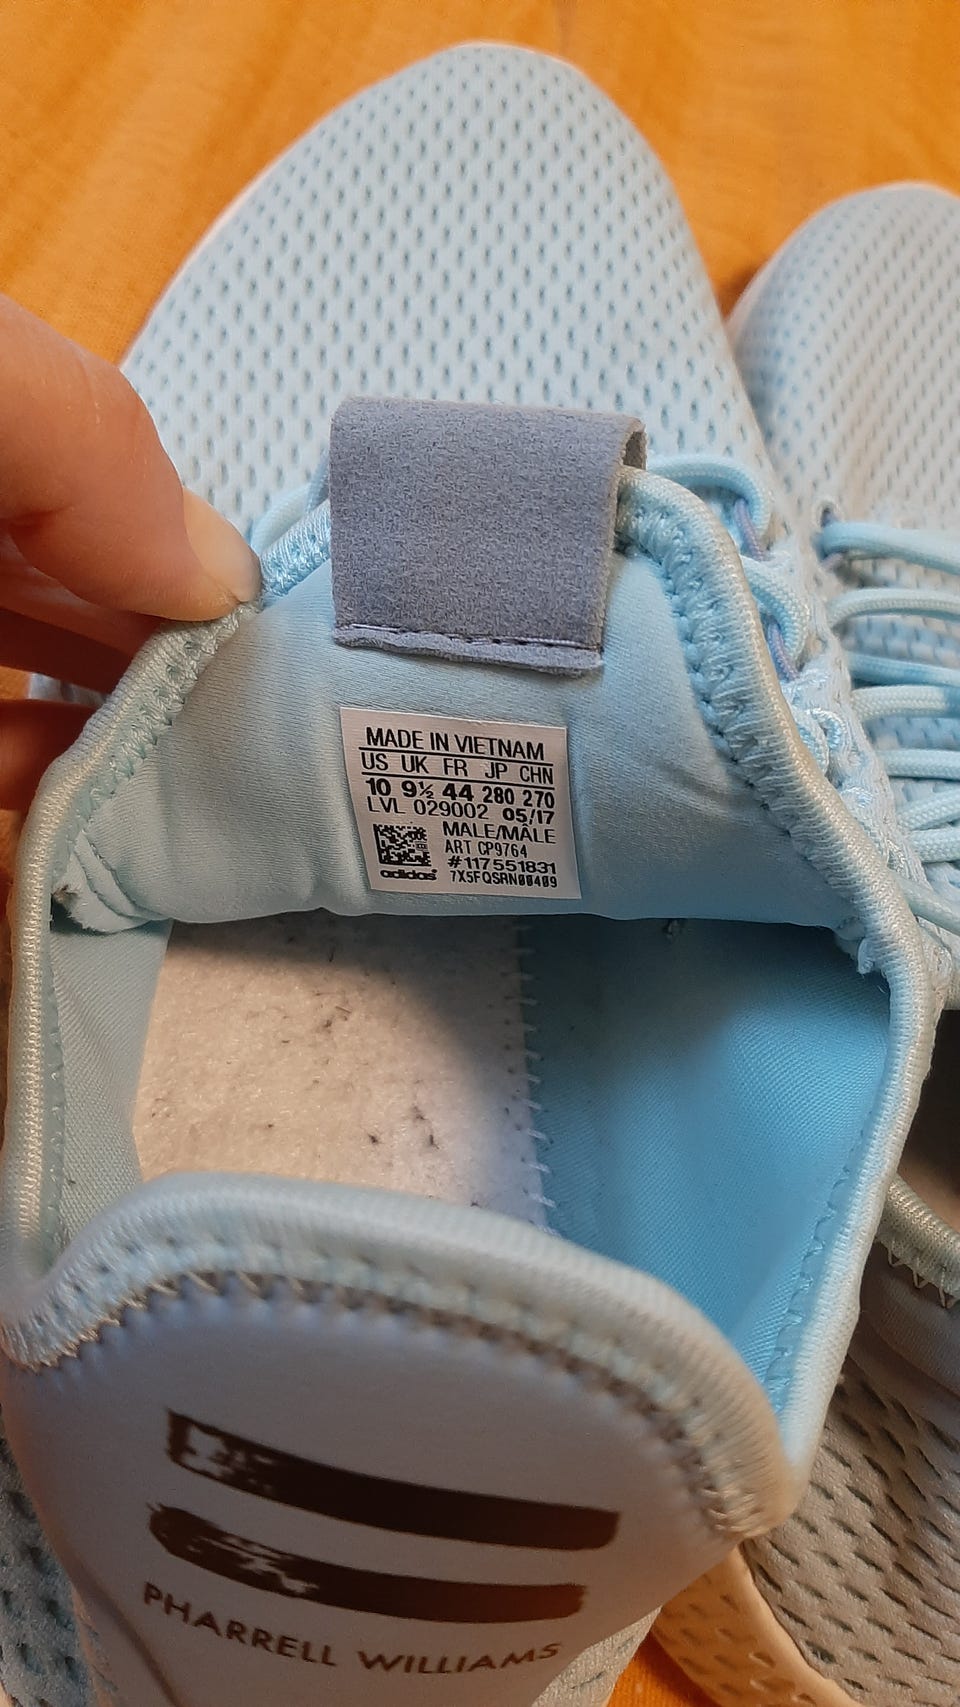 MADE IN VIETNAM
US UK FR JP CHN
10 9½ 44 280 270
LVL 029002 05/17
MALE/MÂLE
ART CP9764
#117551831
adidas 7X5FQSRN00409
PHARRELL WILLIAMS